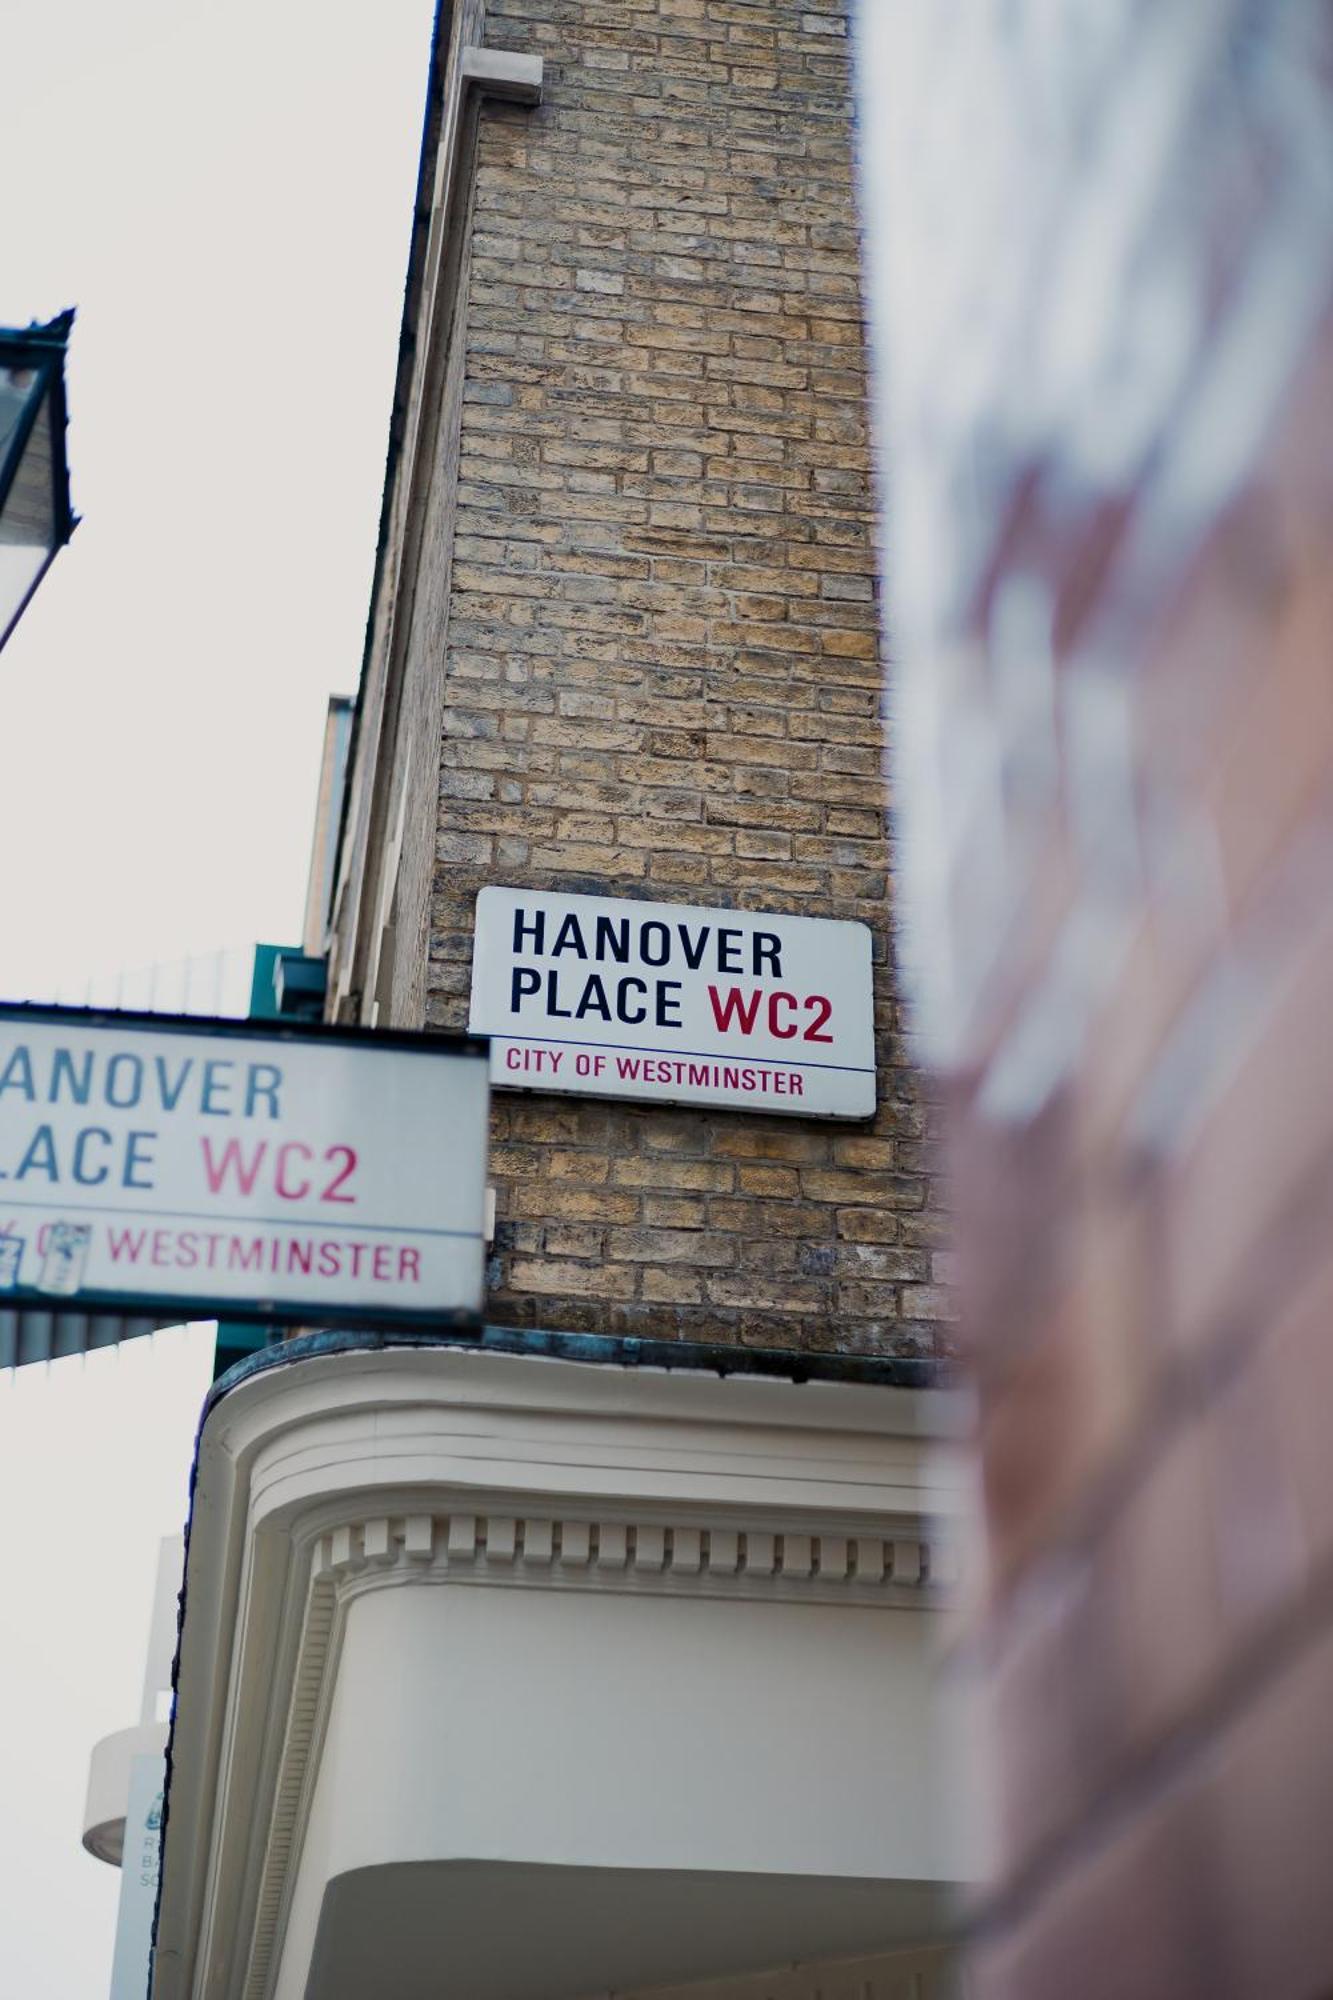 HANOVER
PLACE WC2
CITY OF WESTMINSTER
ANOVER
LACE WC2
WESTMINSTER